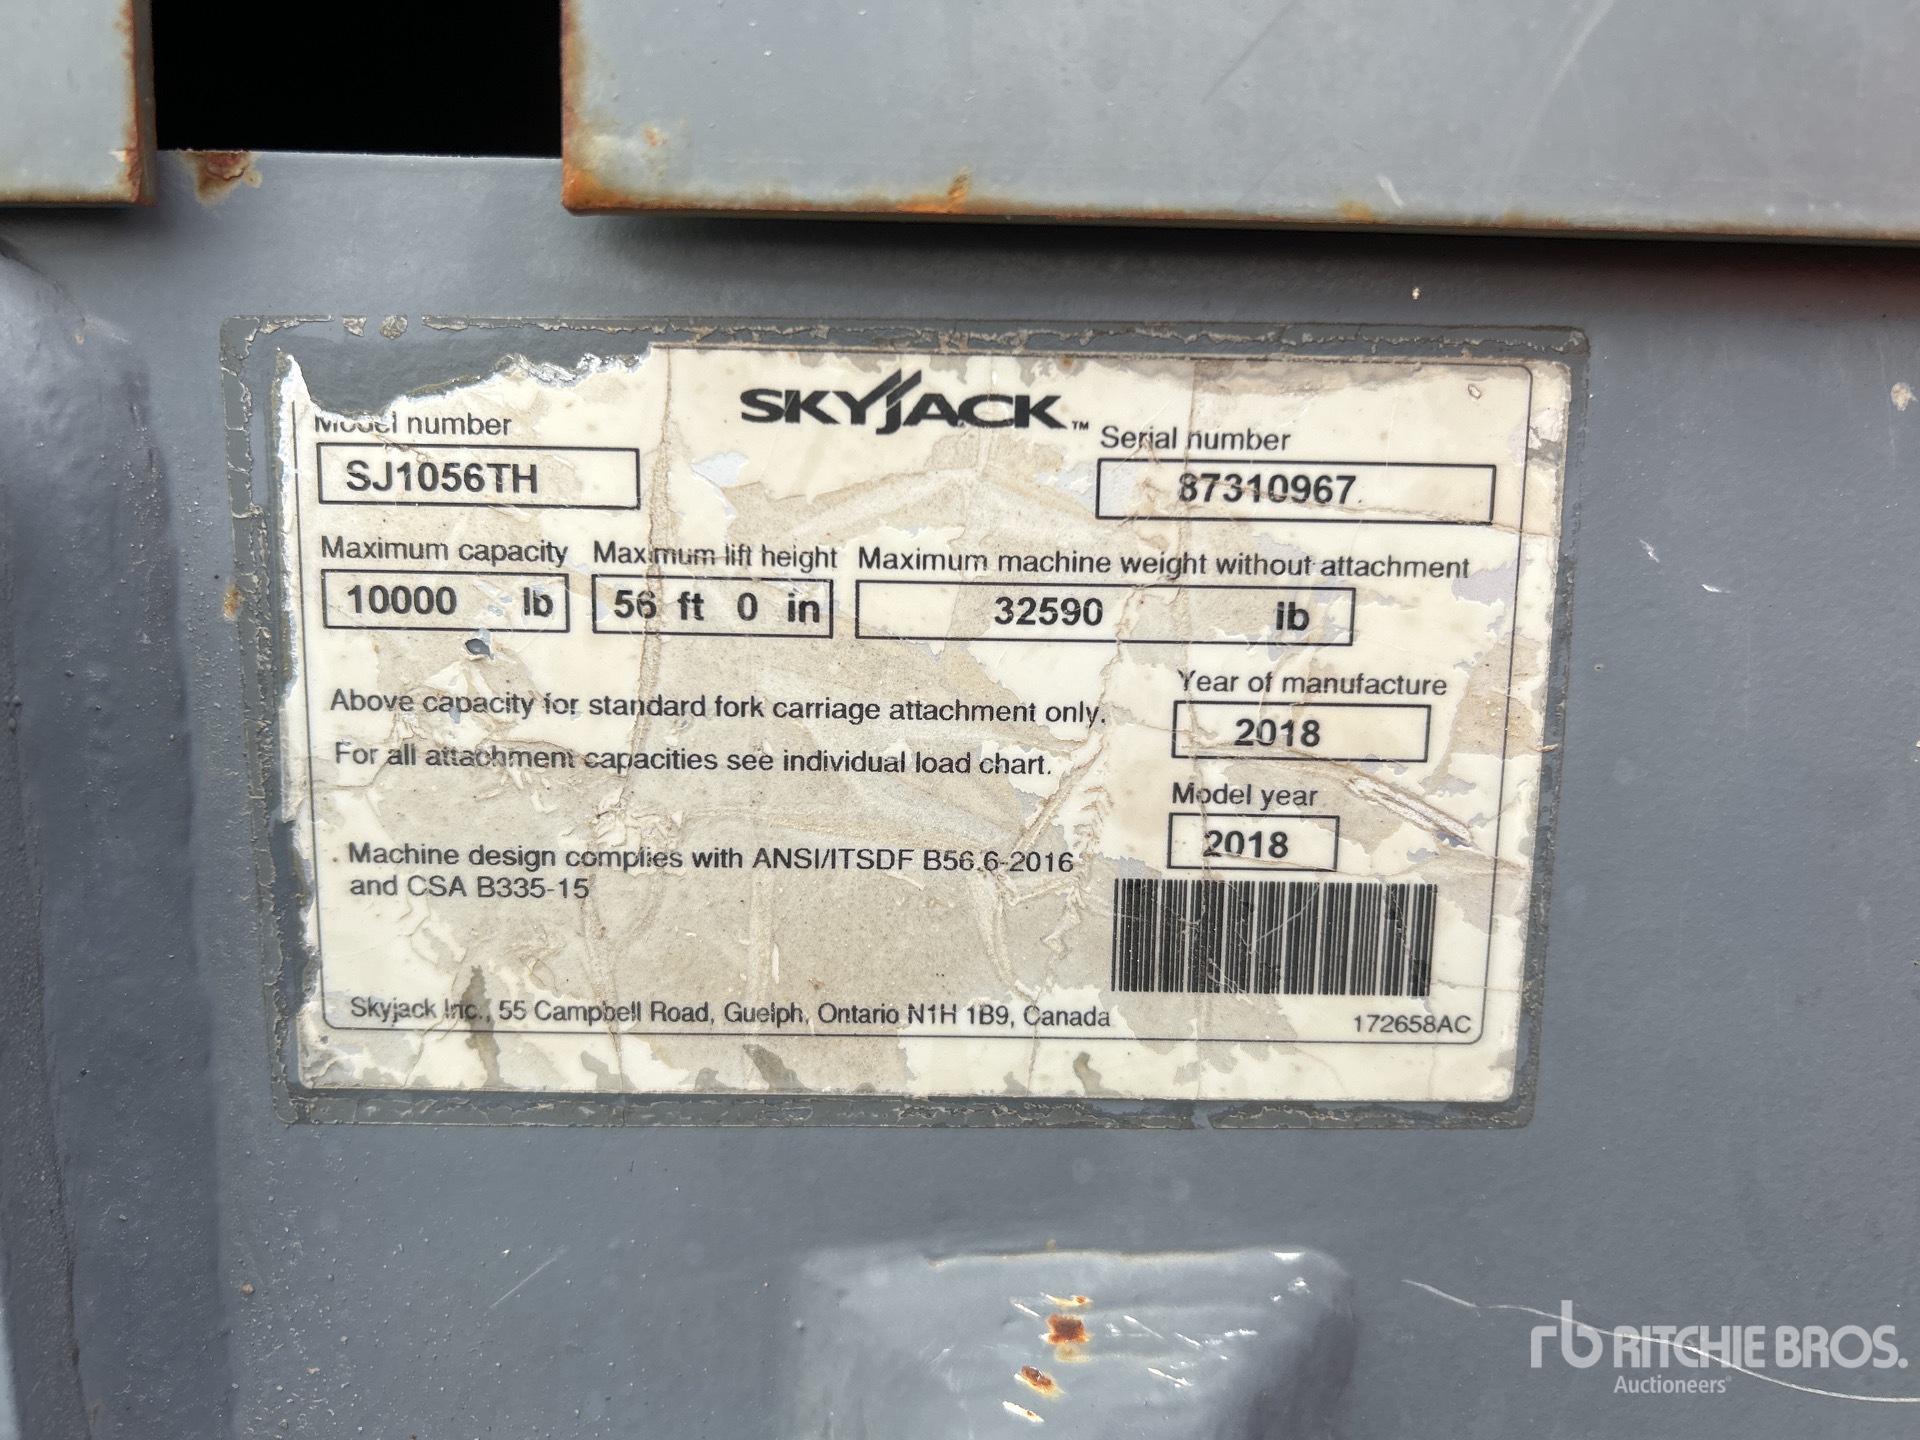 SKYJACK™
Model number
Serial number
SJ1056TH
87310967
Maximum capacity Maximum lift height Maximum machine weight without attachment
10000 lb 56 ft 0 in 32590 lb
Year of manufacture
Above capacity for standard fork carriage attachment only.
2018
For all attachment capacities see individual load chart.
Model year
2018
Machine design complies with ANSI/ITSDF B56.6-2016
and CSA B335-15
Skyjack Inc., 55 Campbell Road, Guelph, Ontario N1H 1B9, Canada
172658AC
rb RITCHIE BROS.
Auctioneers